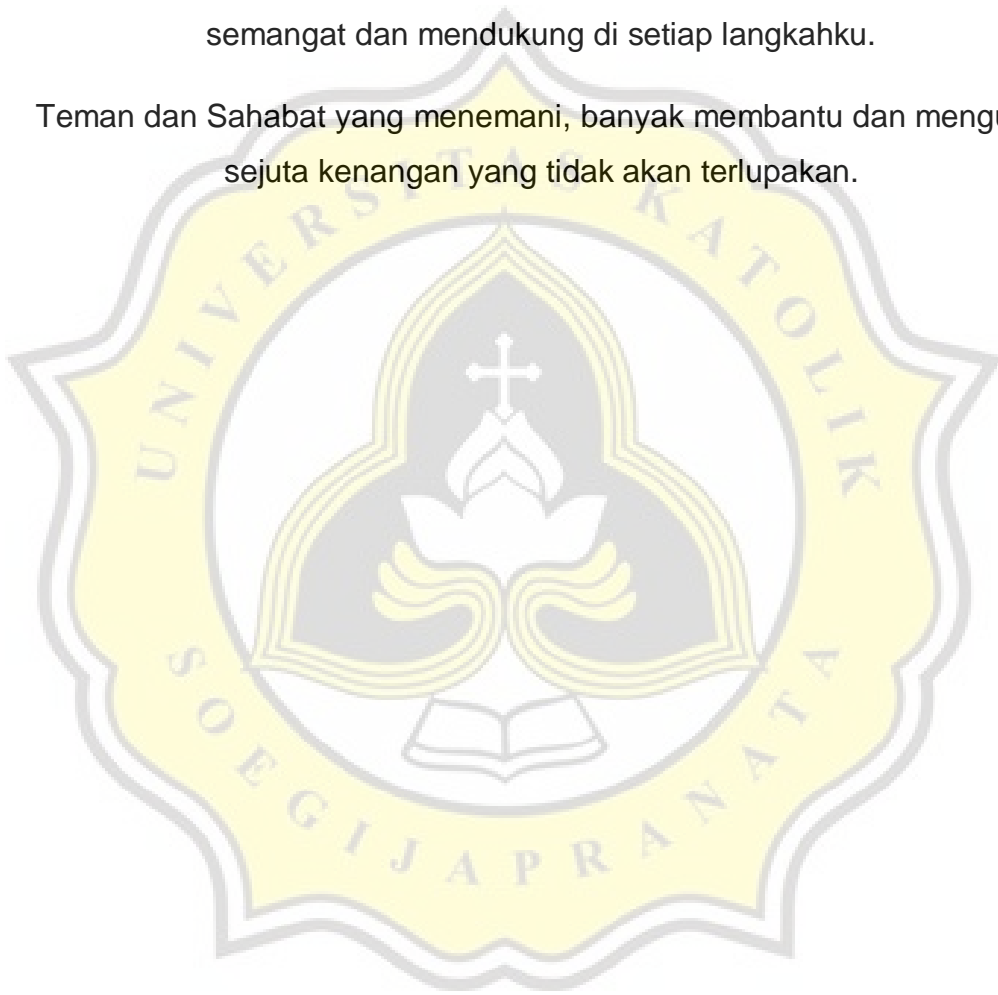 semangat dan mendukung di setiap langkahku.
Teman dan Sahabat yang menemani, banyak membantu dan
sejuta kenangan yang tidak akan terlupakan.
UNIVERSITAS KATOLIK
SOEGIJAPRANATA